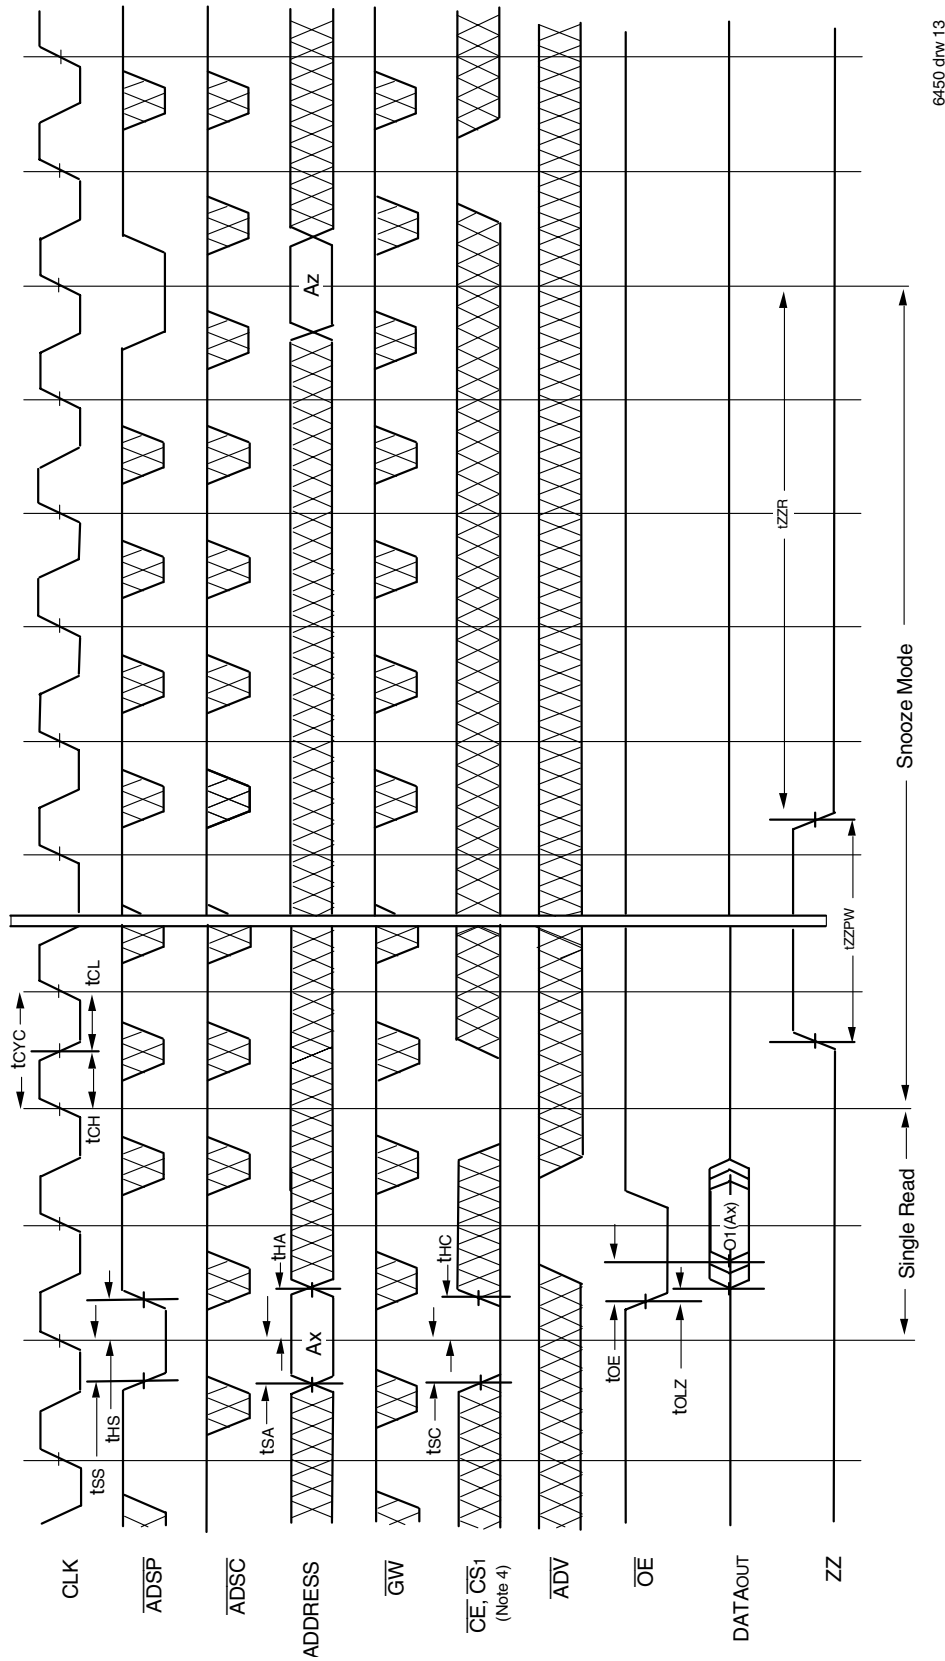 tCYC
tCH
tCL
CLK
tSS
tHS
ADSP
ADSC
tSA
tHA
ADDRESS
Ax
Az
GW
tSC
tHC
CE, CS1
(Note 4)
ADV
OE
tOE
tOLZ
DATAOUT
O1(Ax)
tZZR
ZZ
tZZPW
Single Read
Snooze Mode
6450 drw 13